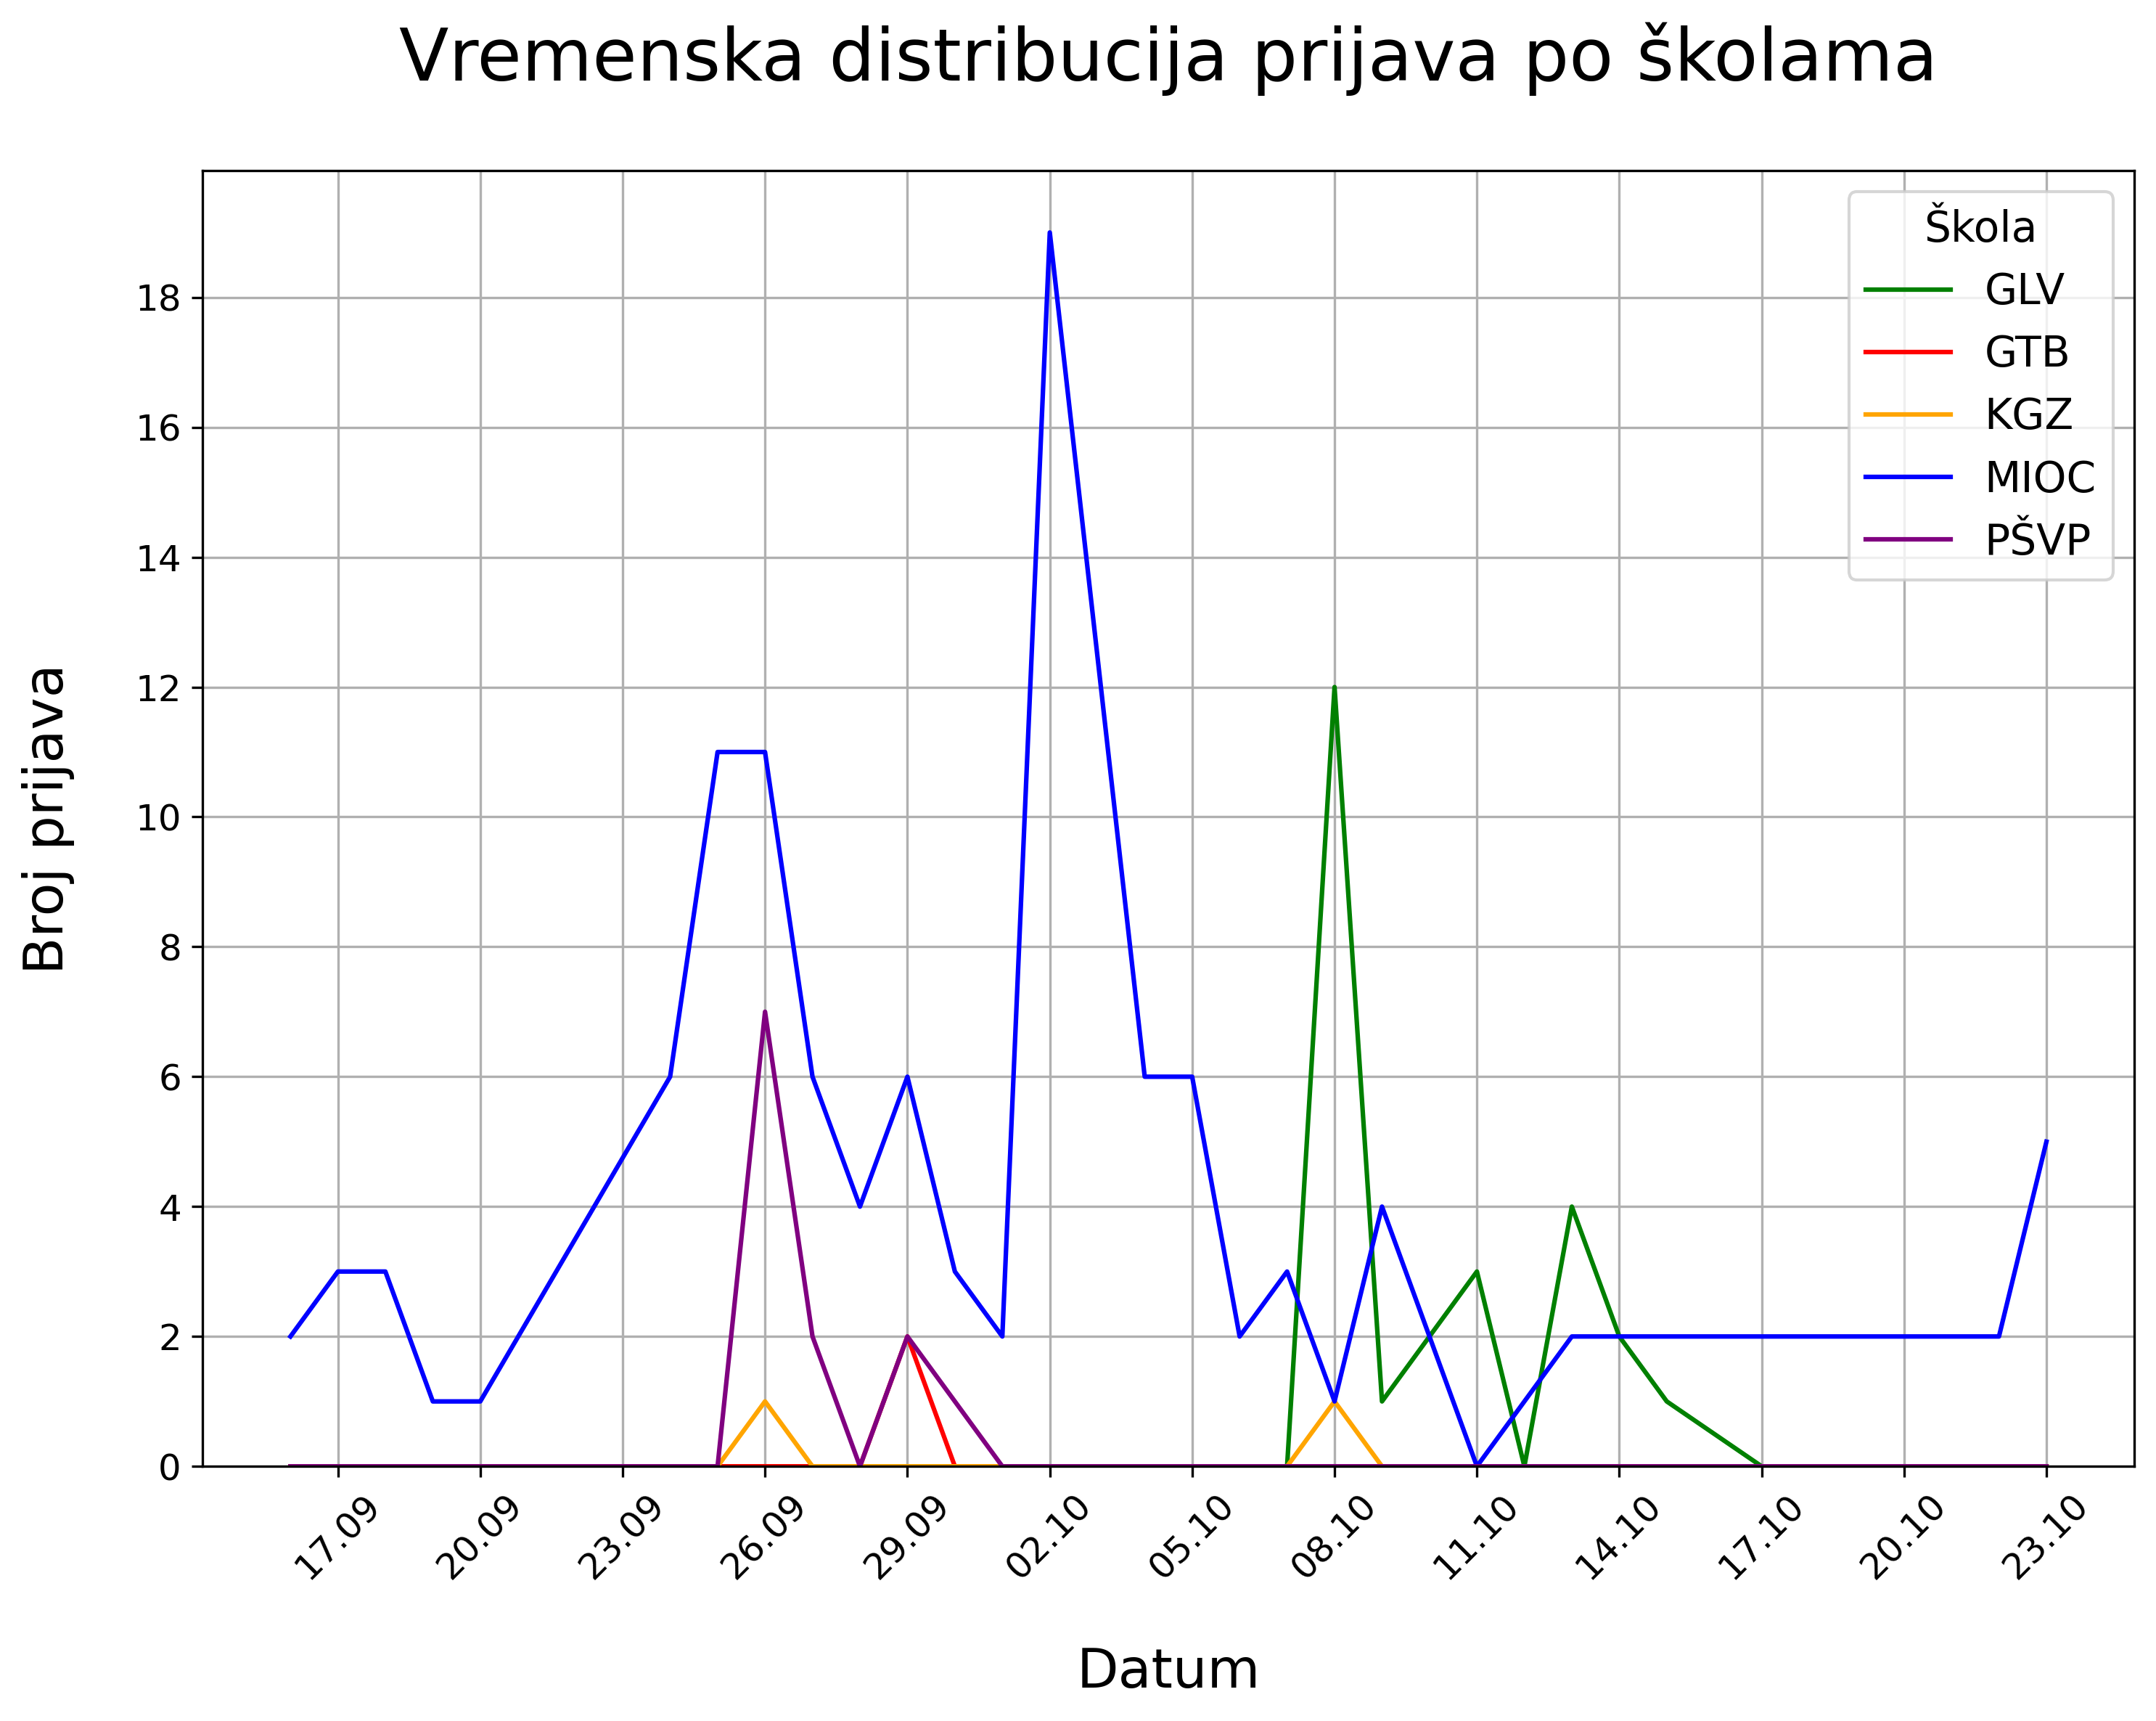 Vremenska distribucija prijava po školama
Škola
GLV
GTB
KGZ
MIOC
PŠVP
Broj prijava
18
16
14
12
10
8
6
4
2
0
17.09
20.09
23.09
26.09
29.09
02.10
05.10
08.10
11.10
14.10
17.10
20.10
23.10
Datum